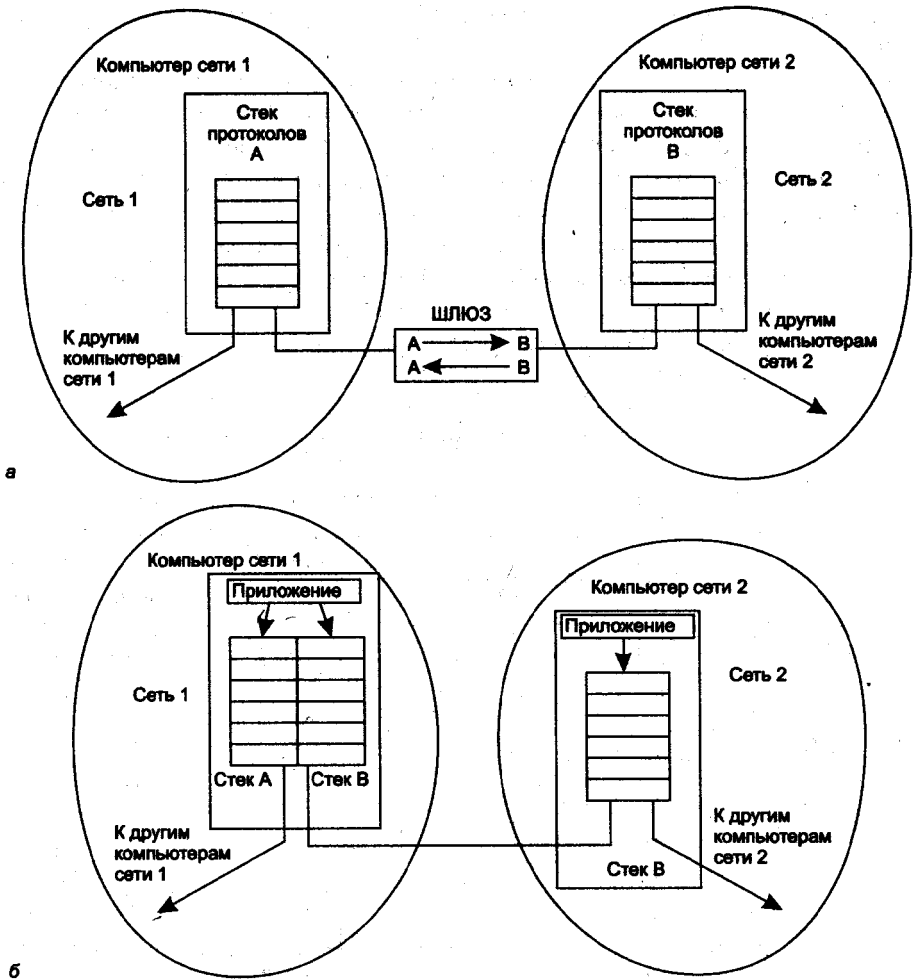 Компьютер сети 1
Стек
протоколов
А
Сеть 1
К другим
компьютерам
сети 1
ШЛЮЗ
А В
А В
Компьютер сети 2
Стек
протоколов
В
Сеть 2
К другим
компьютерам
сети 2
а
Компьютер сети 1
Приложение
Сеть 1
Стек А
Стек В
К другим
компьютерам
сети 1
Компьютер сети 2
Приложение
Сеть 2
Стек В
К другим
компьютерам
сети 2
б